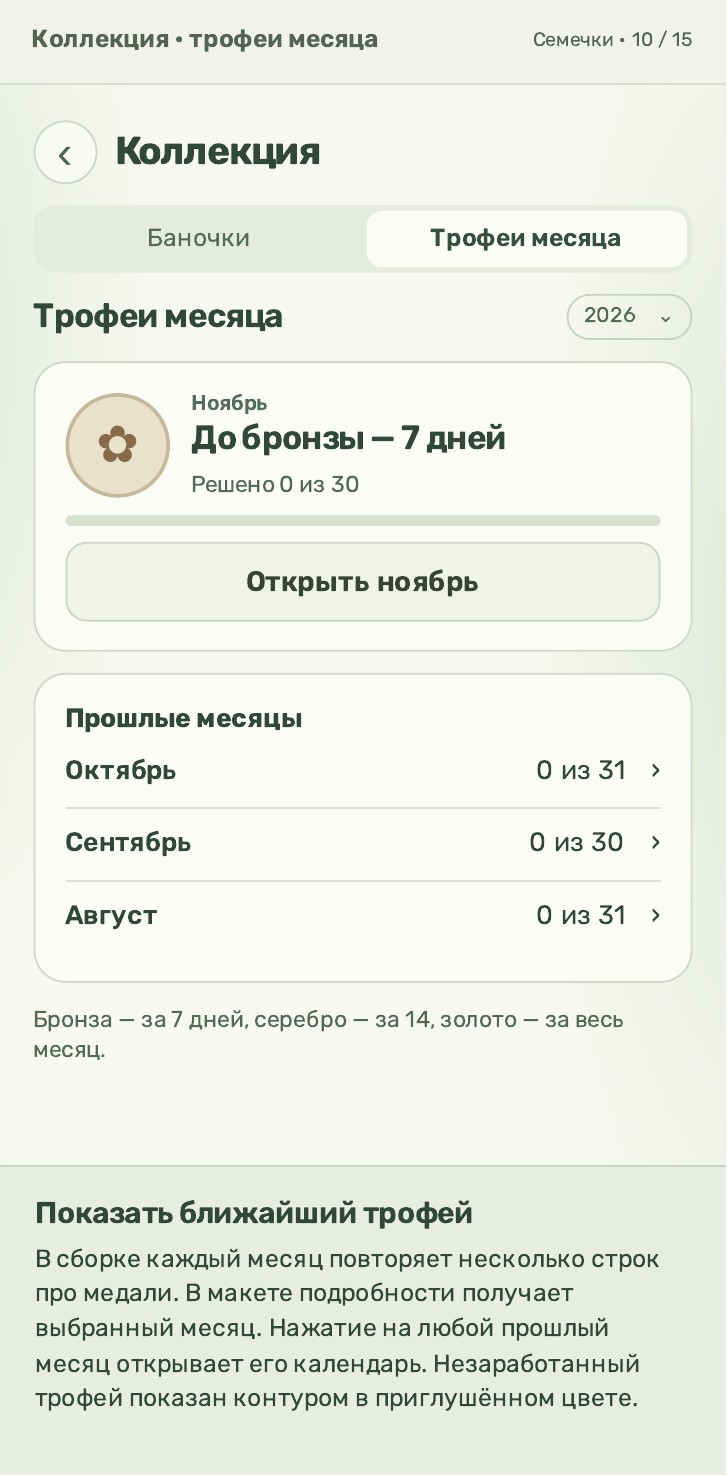 Коллекция • трофеи месяца
Семечки • 10 / 15
‹ Коллекция
Баночки
Трофеи месяца
Трофеи месяца
2026
Ноябрь
До бронзы — 7 дней
Решено 0 из 30
Открыть ноябрь
Прошлые месяцы
Октябрь 0 из 31 ›
Сентябрь 0 из 30 ›
Август 0 из 31 ›
Бронза — за 7 дней, серебро — за 14, золото — за весь
месяц.
Показать ближайший трофей
В сборке каждый месяц повторяет несколько строк
про медали. В макете подробности получает
выбранный месяц. Нажатие на любой прошлый
месяц открывает его календарь. Незаработанный
трофей показан контуром в приглушённом цвете.